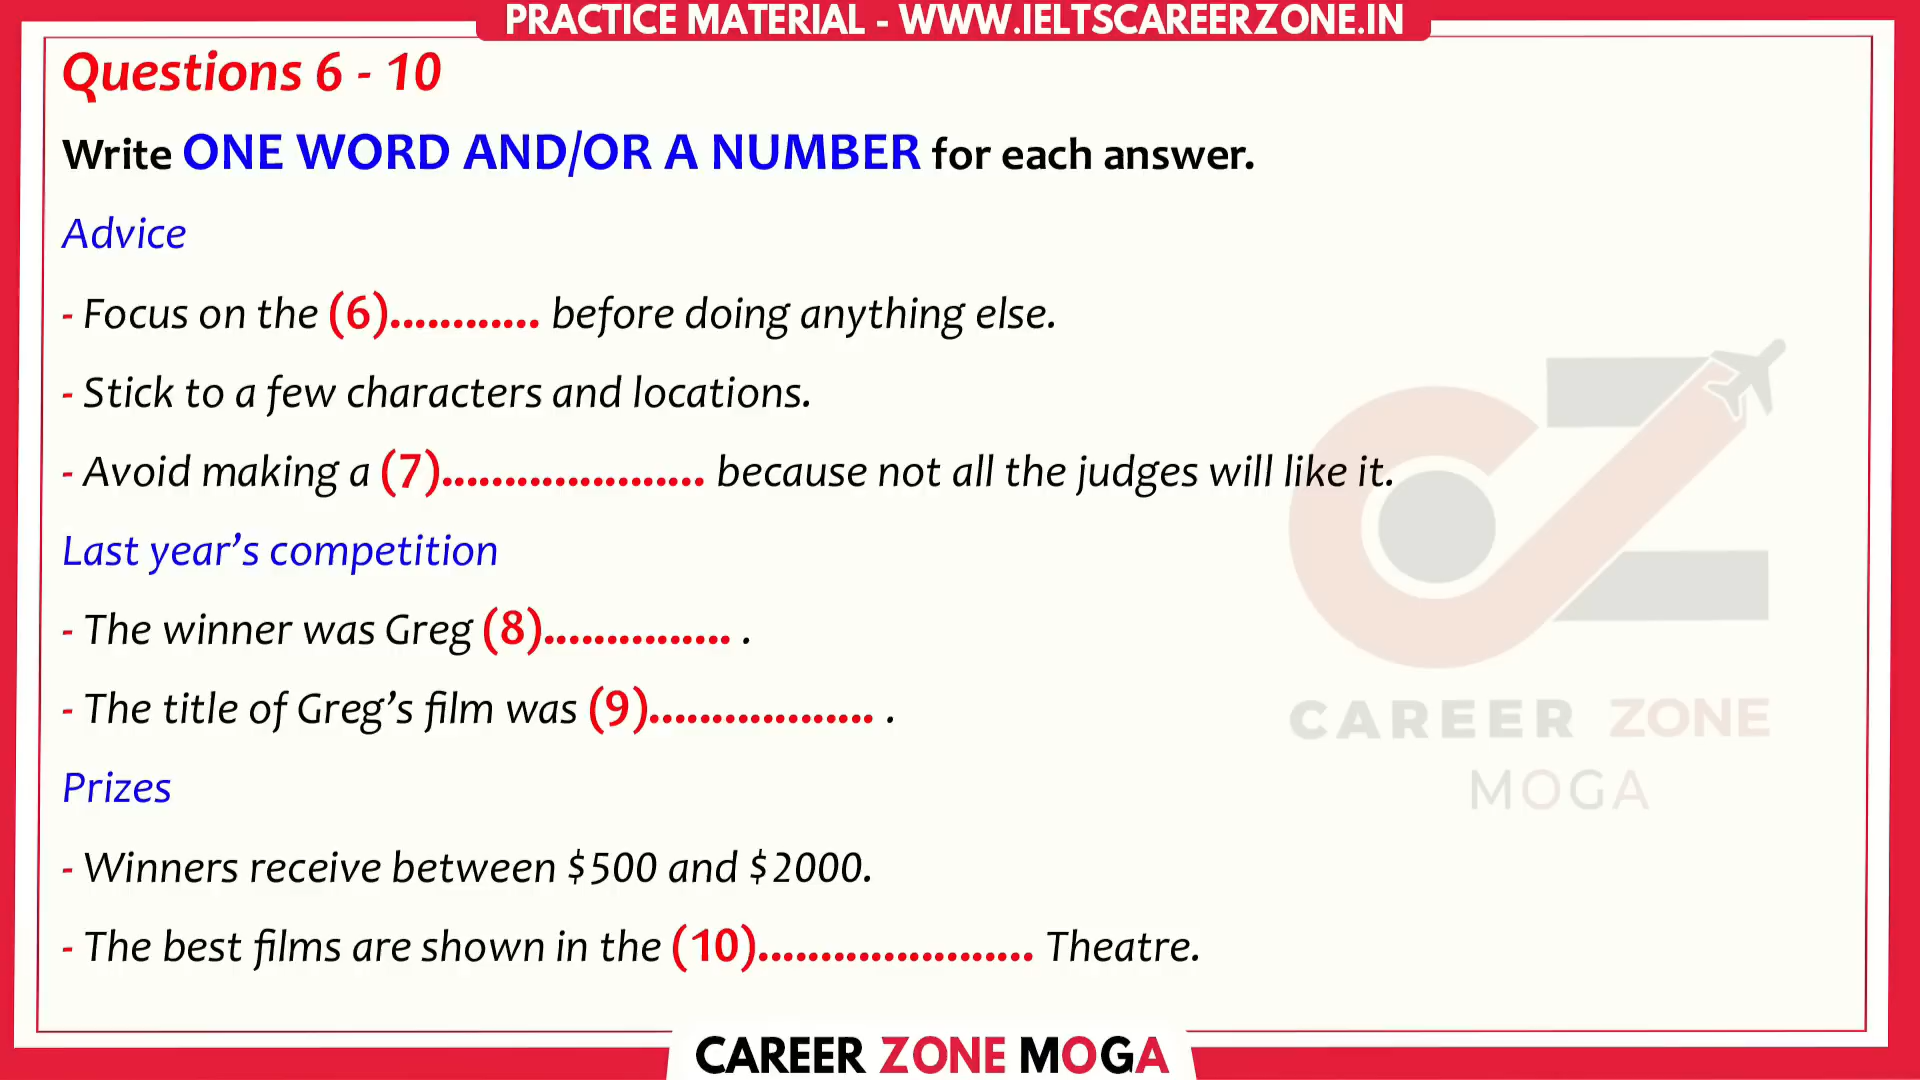 PRACTICE MATERIAL - WWW.IELTSCAREERZONE.IN
Questions 6 - 10
Write ONE WORD AND/OR A NUMBER for each answer.
Advice
- Focus on the (6)............ before doing anything else.
- Stick to a few characters and locations.
- Avoid making a (7)..................... because not all the judges will like it.
Last year’s competition
- The winner was Greg (8)............... .
- The title of Greg’s film was (9).................. .
CAREER ZONE
MOGA
Prizes
- Winners receive between $500 and $2000.
- The best films are shown in the (10)...................... Theatre.
CAREER ZONE MOGA